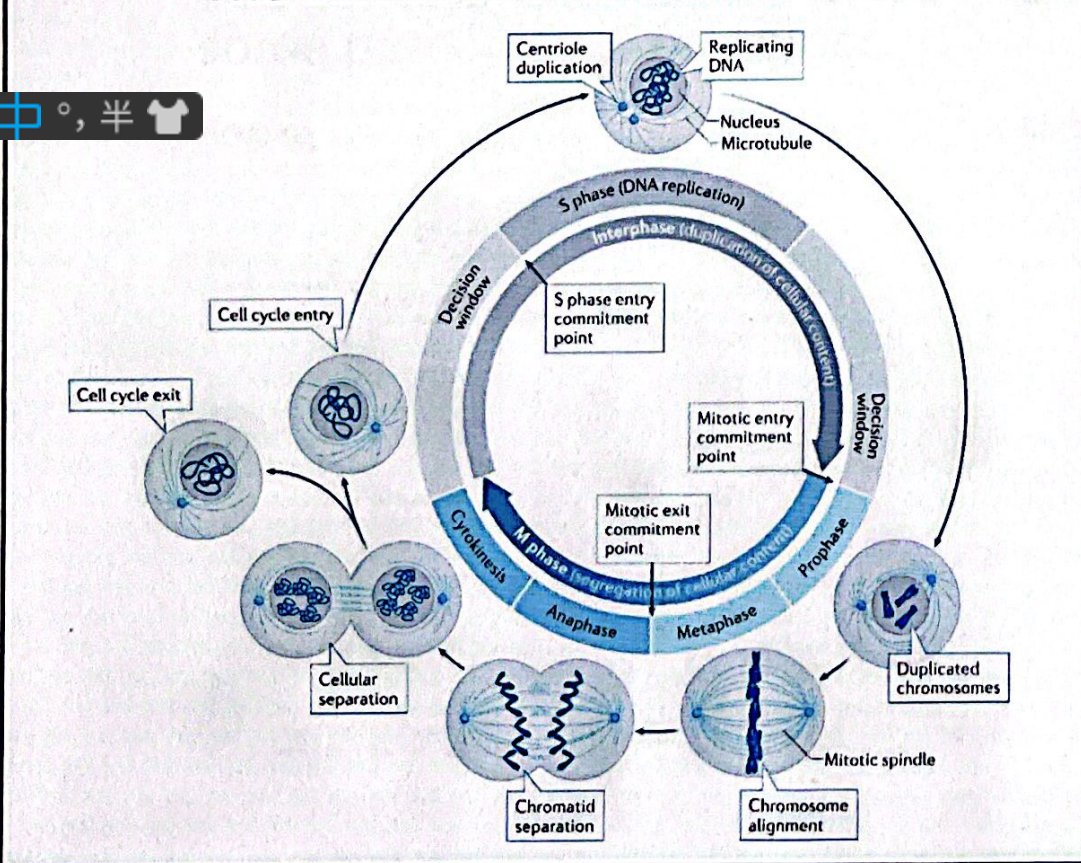 Centriole
duplication
Replicating
DNA
中 °, 半
Nucleus
Microtubule
S phase (DNA replication)
Interphase (duplication of cellular content)
Decision
window
S phase entry
commitment
point
Cell cycle entry
Cell cycle exit
Mitotic entry
commitment
point
Decision
window
Mitotic exit
commitment
point
M phase (segregation of cellular content)
Cyrokinesis
Anaphase
Metaphase
Prophase
Cellular
separation
Duplicated
chromosomes
Mitotic spindle
Chromatid
separation
Chromosome
alignment